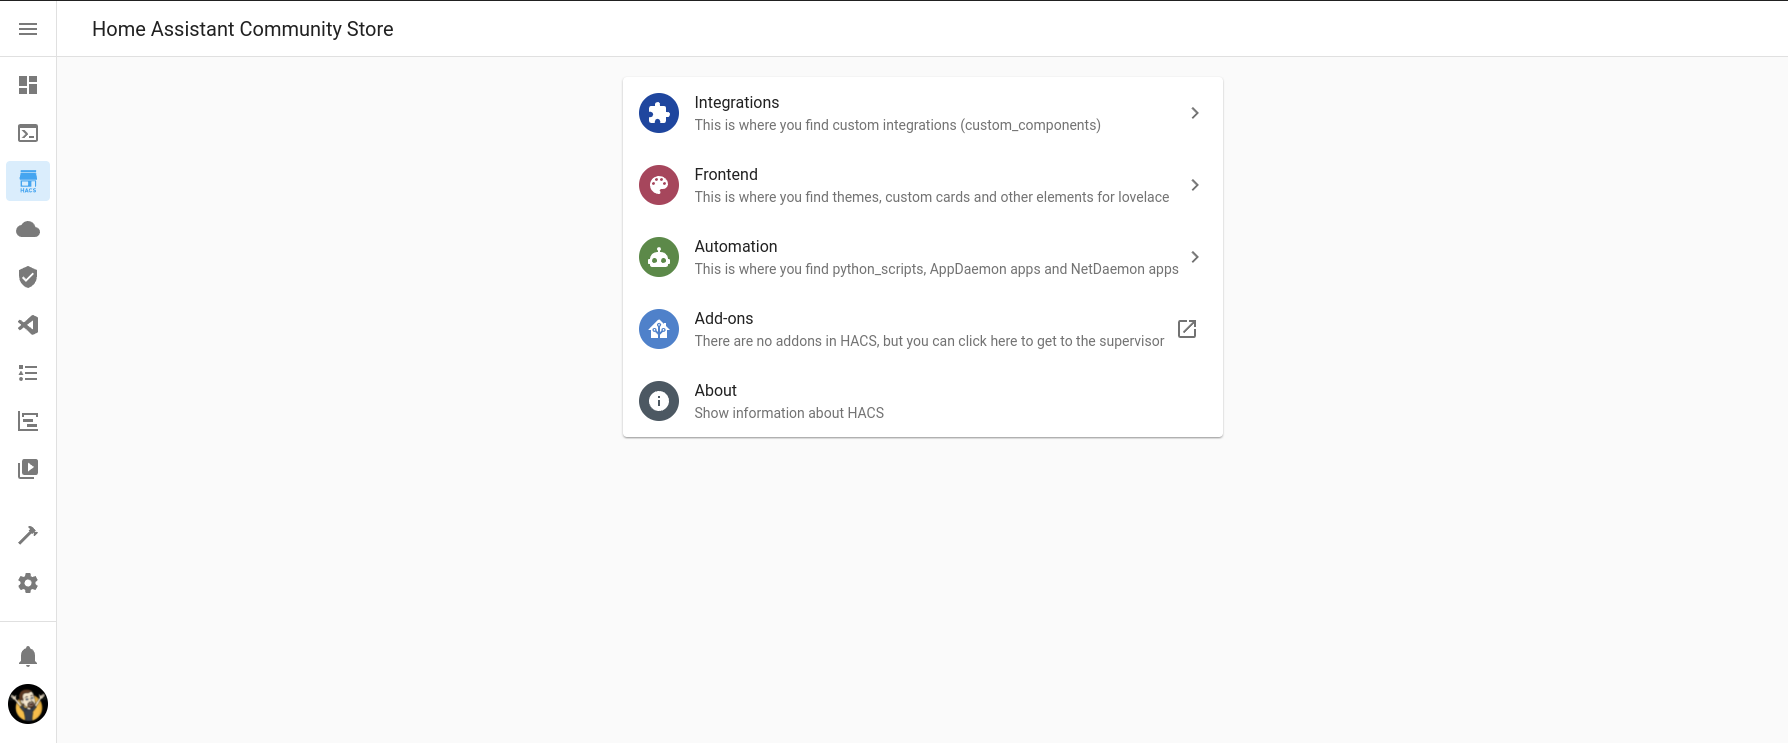 Home Assistant Community Store
Integrations
This is where you find custom integrations (custom_components)
Frontend
This is where you find themes, custom cards and other elements for lovelace
Automation
This is where you find python_scripts, AppDaemon apps and NetDaemon apps
HACS
Add-ons
There are no addons in HACS, but you can click here to get to the supervisor
About
Show information about HACS